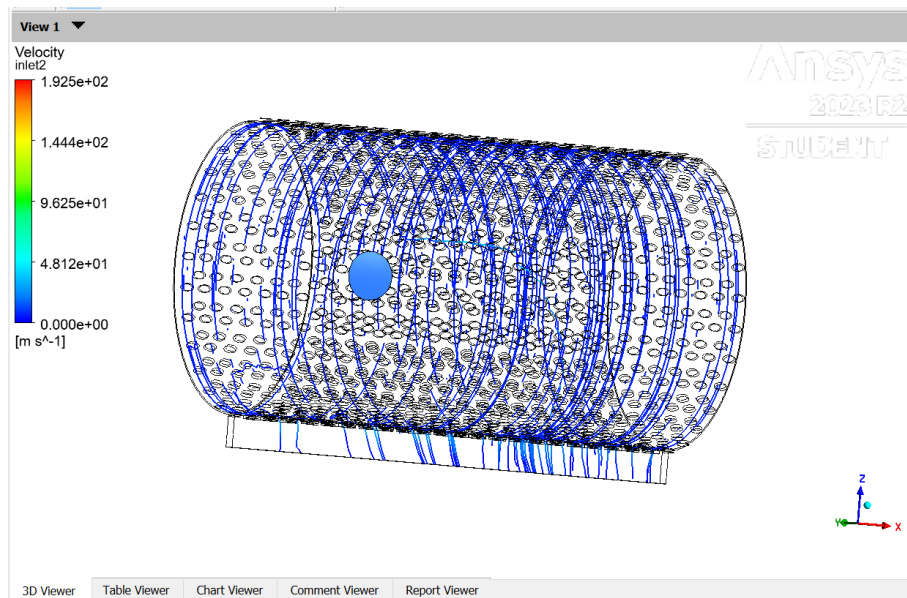 View 1
Velocity
inlet2
1.925e+02
1.444e+02
9.625e+01
4.812e+01
0.000e+00
[m s^-1]
Ansys
2023 R2
STUDENT
Z
Y
X
3D Viewer
Table Viewer
Chart Viewer
Comment Viewer
Report Viewer